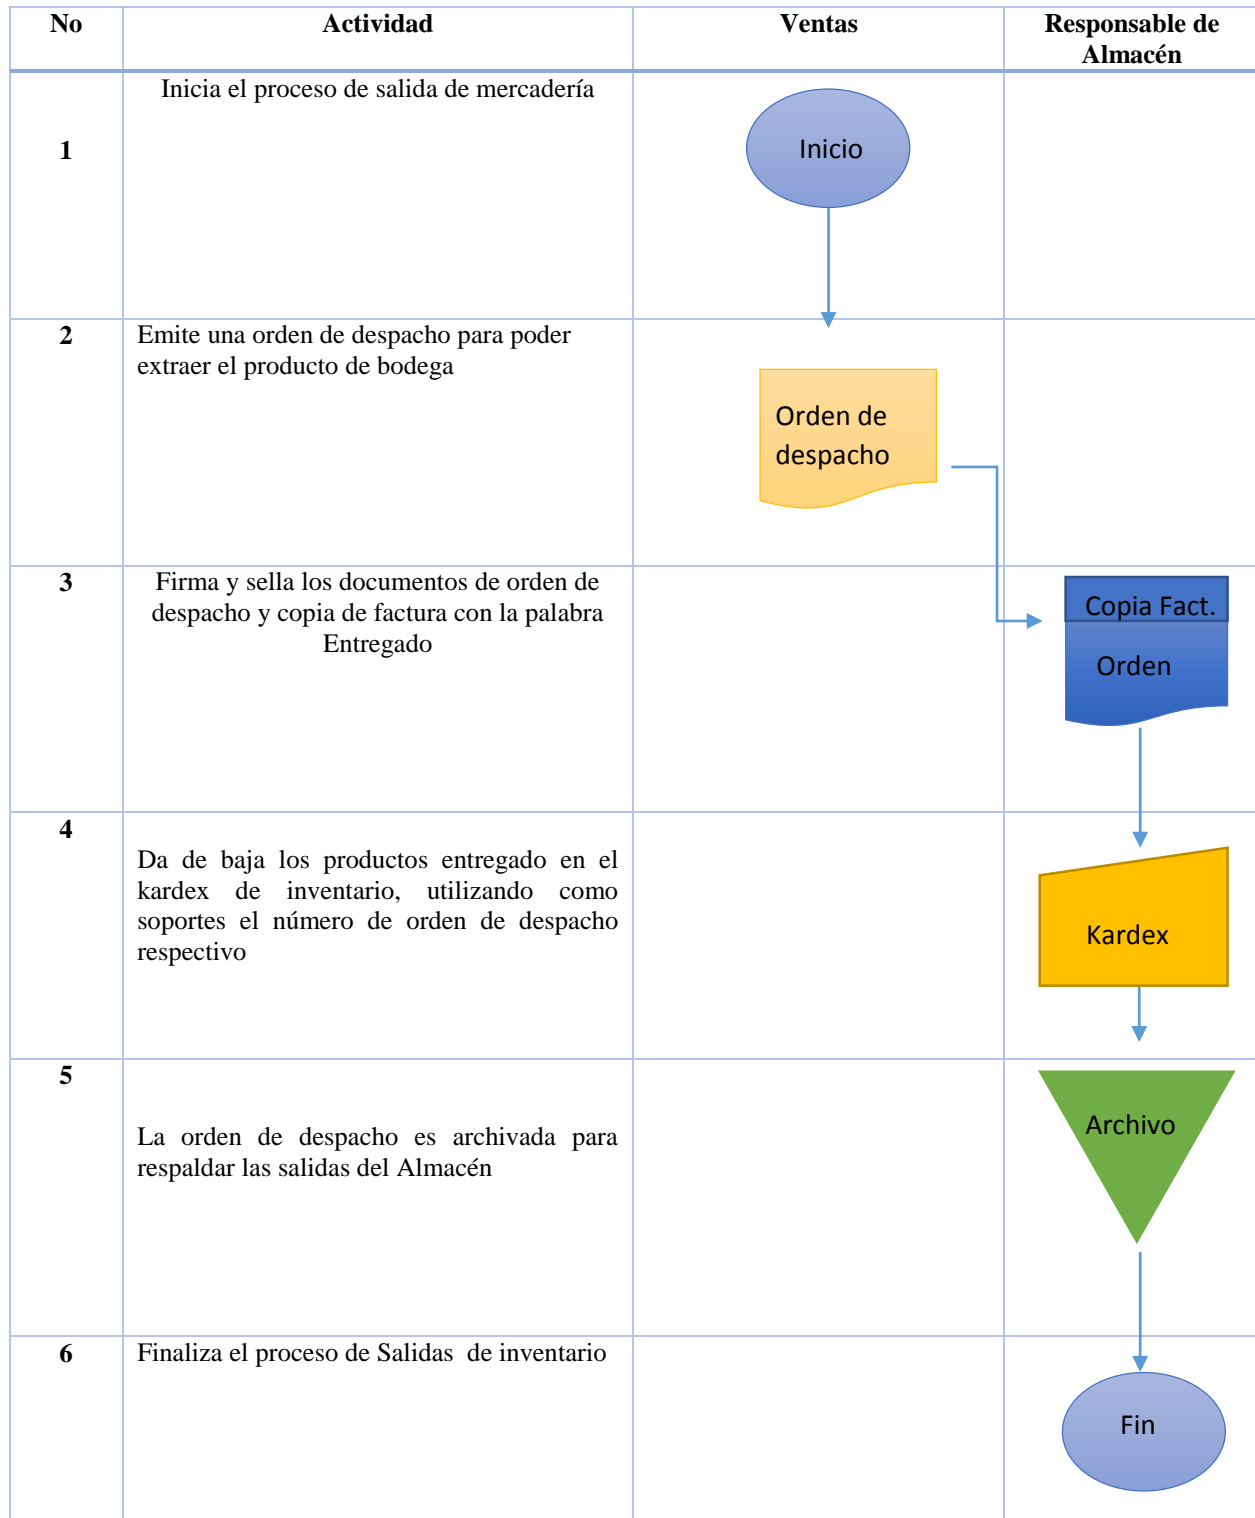 No
Actividad
Ventas
Responsable de
Almacén
1
Inicia el proceso de salida de mercadería
Inicio
2
Emite una orden de despacho para poder
extraer el producto de bodega
Orden de
despacho
3
Firma y sella los documentos de orden de
despacho y copia de factura con la palabra
Entregado
Copia Fact.
Orden
4
Da de baja los productos entregado en el
kardex de inventario, utilizando como
soportes el número de orden de despacho
respectivo
Kardex
5
La orden de despacho es archivada para
respaldar las salidas del Almacén
Archivo
6
Finaliza el proceso de Salidas  de inventario
Fin